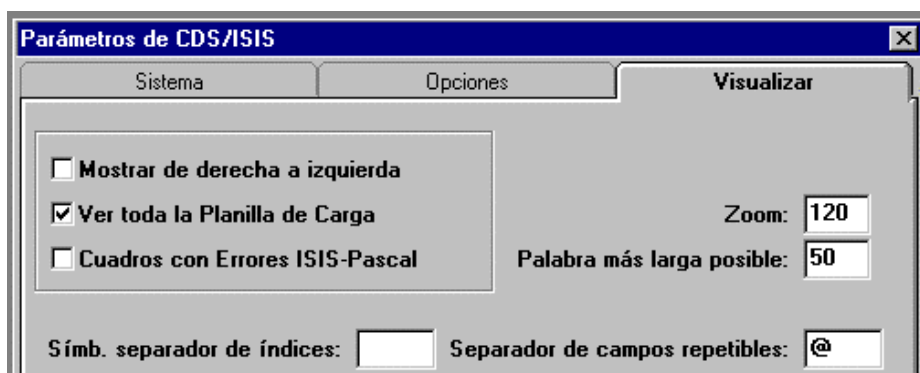 Parámetros de CDS/ISIS
Sistema Opciones Visualizar
Mostrar de derecha a izquierda
Ver toda la Planilla de Carga Zoom: 120
Cuadros con Errores ISIS-Pascal Palabra más larga posible: 50
Símb. separador de índices: Separador de campos repetibles: @